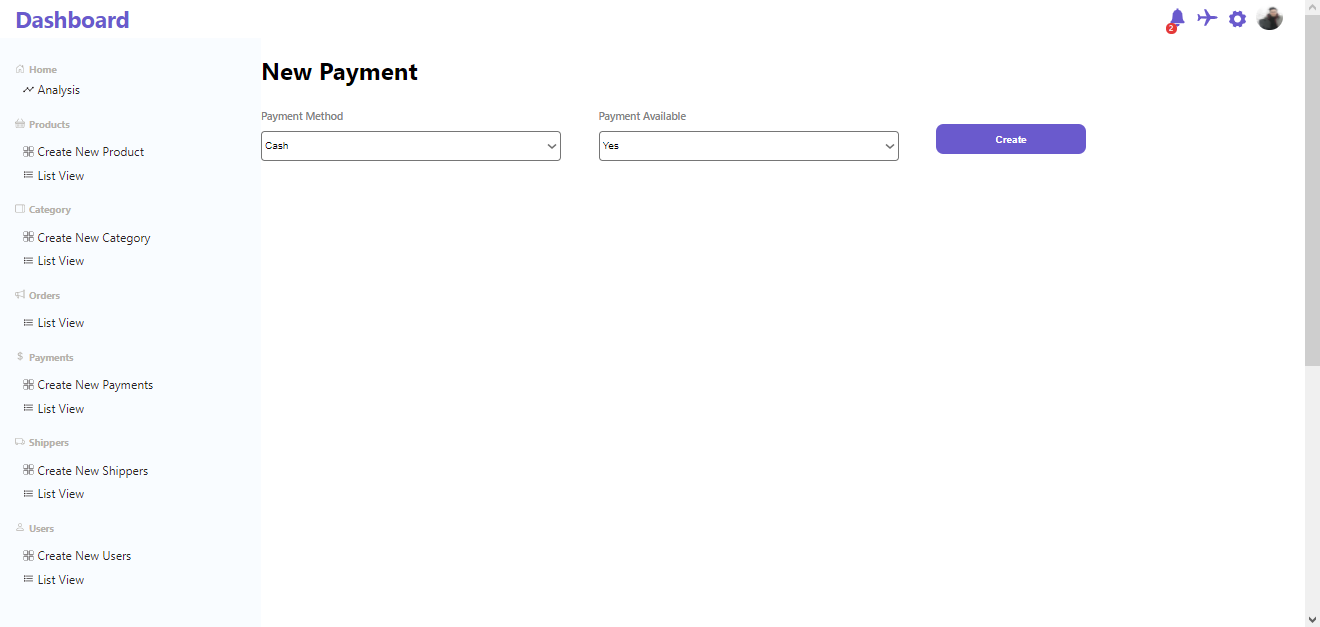 Dashboard
2
Home
Analysis
Products
Create New Product
List View
Category
Create New Category
List View
Orders
List View
$ Payments
Create New Payments
List View
Shippers
Create New Shippers
List View
Users
Create New Users
List View
New Payment
Payment Method
Payment Available
Cash
Yes
Create